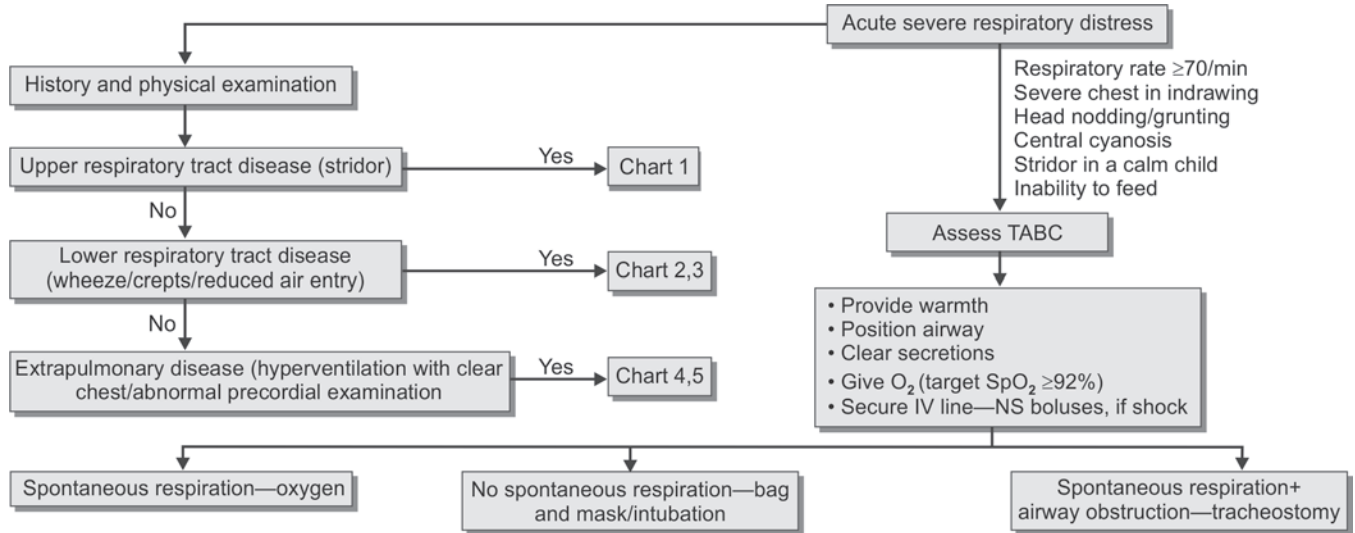 Acute severe respiratory distress
History and physical examination
Respiratory rate ≥70/min
Severe chest in indrawing
Head nodding/grunting
Central cyanosis
Stridor in a calm child
Inability to feed
Upper respiratory tract disease (stridor)
Yes
Chart 1
No
Assess TABC
Lower respiratory tract disease
(wheeze/crepts/reduced air entry)
Yes
Chart 2,3
No
• Provide warmth
• Position airway
• Clear secretions
• Give O₂ (target SpO₂ ≥92%)
• Secure IV line—NS boluses, if shock
Extrapulmonary disease (hyperventilation with clear
chest/abnormal precordial examination
Yes
Chart 4,5
Spontaneous respiration—oxygen
No spontaneous respiration—bag
and mask/intubation
Spontaneous respiration+
airway obstruction—tracheostomy